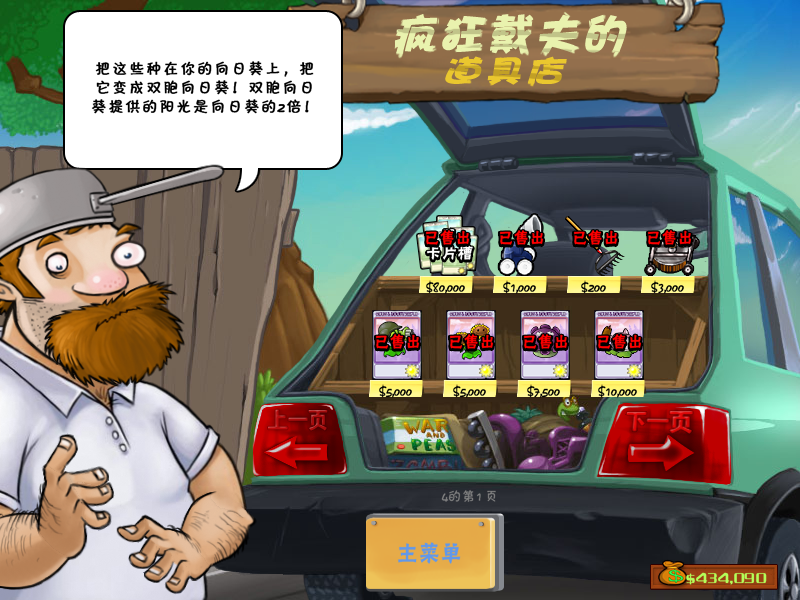 疯狂戴夫的
道具店
把这些种在你的向日葵上，把
它变成双胞向日葵！双胞向日
葵提供的阳光是向日葵的2倍！
已售出
卡片槽
已售出
已售出
已售出
$80,000
$1,000
$200
$3,000
已售出
已售出
已售出
已售出
$5,000
$5,000
$7,500
$10,000
上一页
WAR
AND
PEAS
下一页
4的第1页
主菜单
$ $434,090